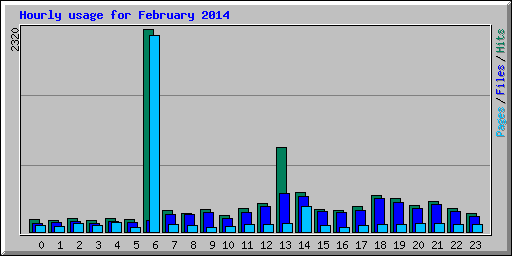 Hourly usage for February 2014
2320
Pages / Files / Hits
0 1 2 3 4 5 6 7 8 9 10 11 12 13 14 15 16 17 18 19 20 21 22 23